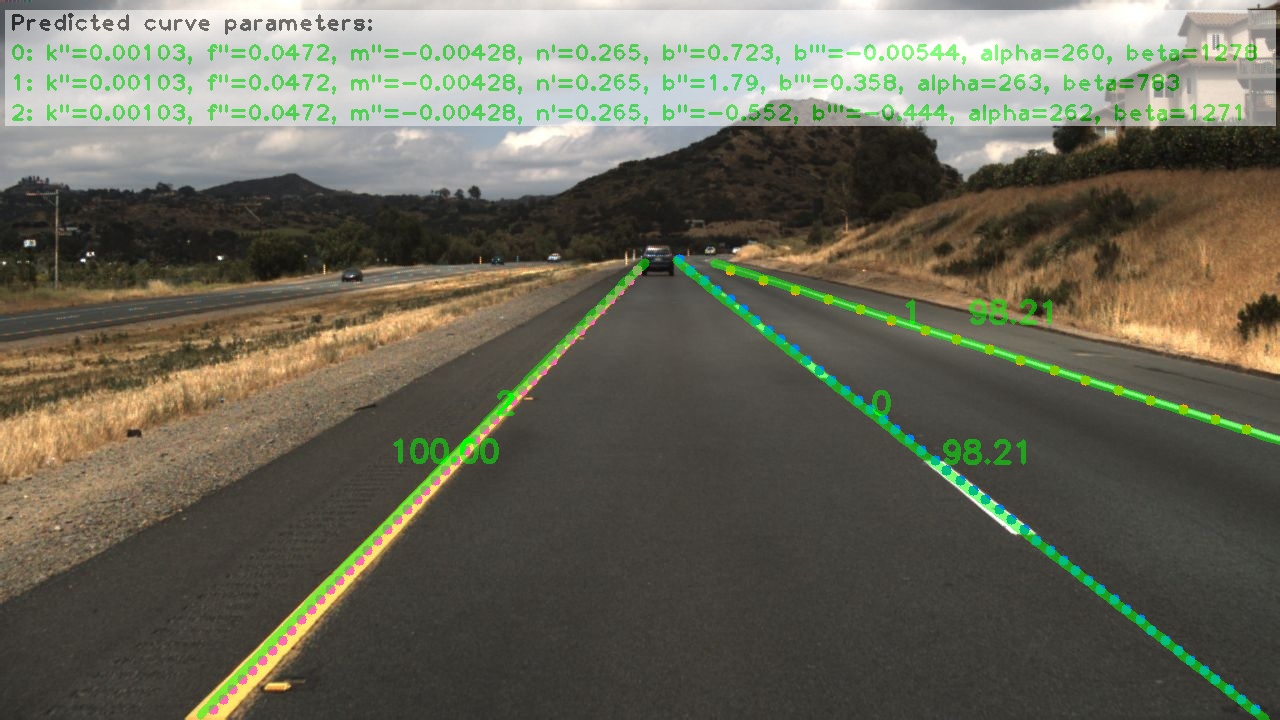 Predicted curve parameters:
0: k''=0.00103, f''=0.0472, m''=-0.00428, n'=0.265, b''=0.723, b'''=-0.00544, alpha=260, beta=1278
1: k''=0.00103, f''=0.0472, m''=-0.00428, n'=0.265, b''=1.79, b'''=0.358, alpha=263, beta=783
2: k''=0.00103, f''=0.0472, m''=-0.00428, n'=0.265, b''=-0.552, b'''=-0.444, alpha=262, beta=1271
1 98.21
2 0
100.00 98.21